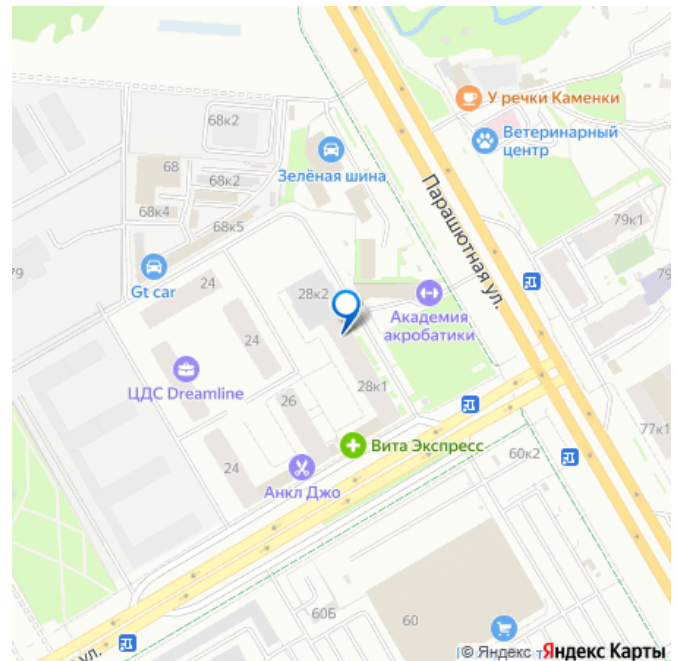 У речки Каменки
Ветеринарный
центр
68к2
68
68к2
Зелёная шина
68к4
68к5
Парашютная ул.
79к1
79
Gt car
24
28к2
Академия
акробатики
24
ЦДС Dreamline
28к1
26
77к1
Вита Экспресс
24
60к2
Анкл Джо
60Б
60
ул.
© Яндекс Яндекс Карты